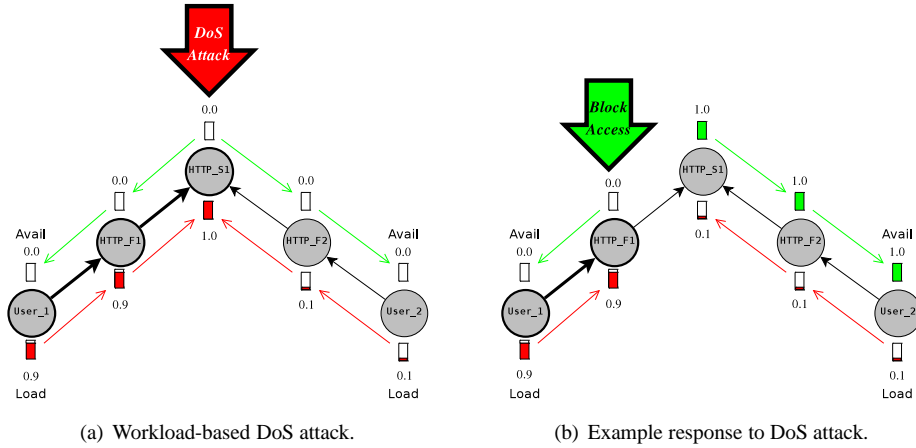 DoS
Attack
0.0
HTTP_S1
0.0
0.0
1.0
HTTP_F1
HTTP_F2
Avail
0.0
Avail
0.0
0.9
0.1
User_1
User_2
0.9
Load
0.1
Load
(a) Workload-based DoS attack.
Block
Access
1.0
HTTP_S1
0.0
1.0
0.1
HTTP_F1
HTTP_F2
Avail
0.0
Avail
1.0
0.9
0.1
User_1
User_2
0.9
Load
0.1
Load
(b) Example response to DoS attack.